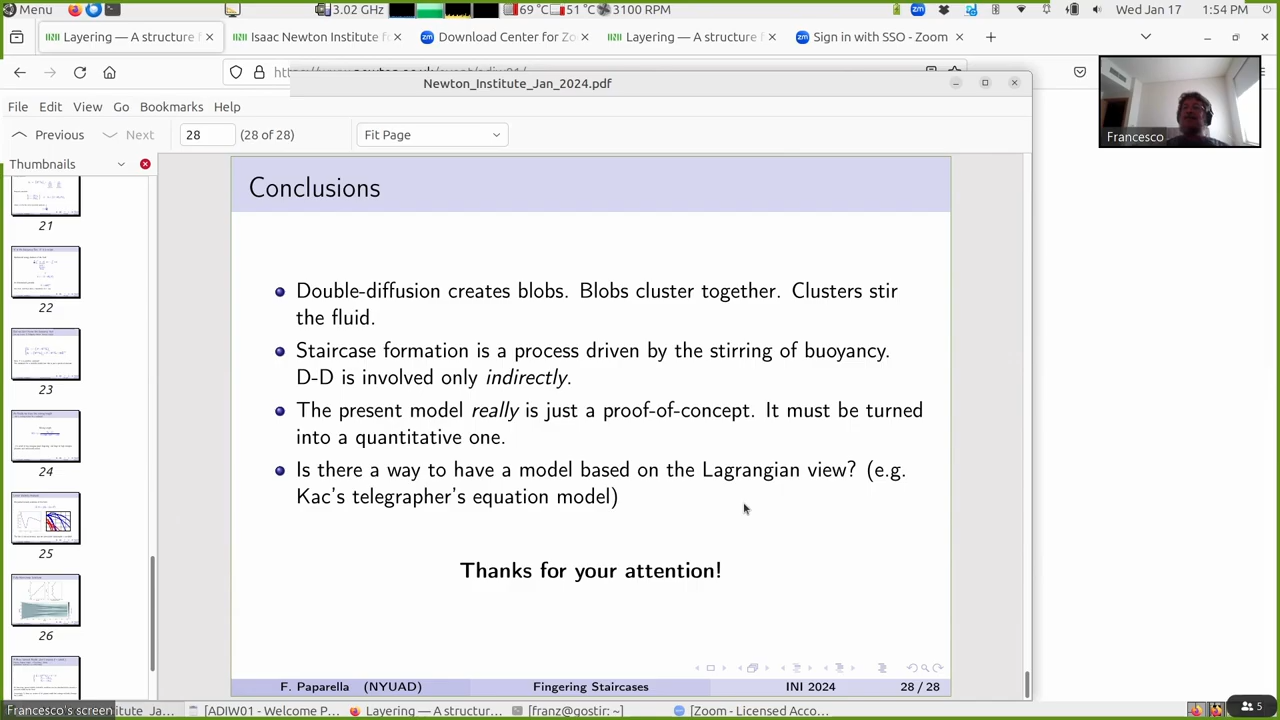 Menu
3.02 GHz
69 °C
51 °C
3100 RPM
zm
Wed Jan 17
1:54 PM
Layering — A structure f
Isaac Newton Institute fo
Download Center for Zo
Layering — A structure f
Sign in with SSO - Zoom
Newton_Institute_Jan_2024.pdf
Francesco
File Edit View Go Bookmarks Help
Previous Next 28 (28 of 28) Fit Page
Thumbnails
21
22
23
24
25
26
Conclusions
Double-diffusion creates blobs. Blobs cluster together. Clusters stir
the fluid.
Staircase formation is a process driven by the stirring of buoyancy.
D-D is involved only indirectly.
The present model really is just a proof-of-concept. It must be turned
into a quantitative one.
Is there a way to have a model based on the Lagrangian view? (e.g.
Kac's telegrapher's equation model)
Thanks for your attention!
F. Paparella (NYUAD) Fingering Staircases INI 2024 28 / 28
Francesco's screen
[ADIW01 - Welcome P...
Layering — A structur...
[franz@ostir: ~]
[Zoom - Licensed Acco...
5